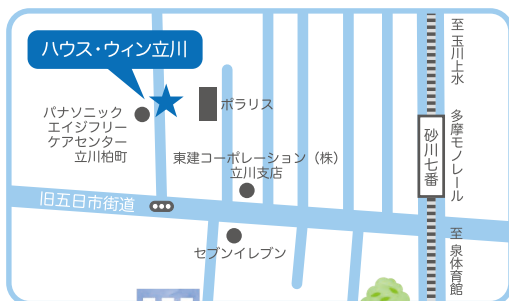 ハウス・ウィン立川
ポラリス
パナソニック
エイジフリー
ケアセンター
立川柏町
東建コーポレーション（株）
立川支店
旧五日市街道
セブンイレブン
至 玉川上水
多摩モノレール
砂川七番
至 泉体育館